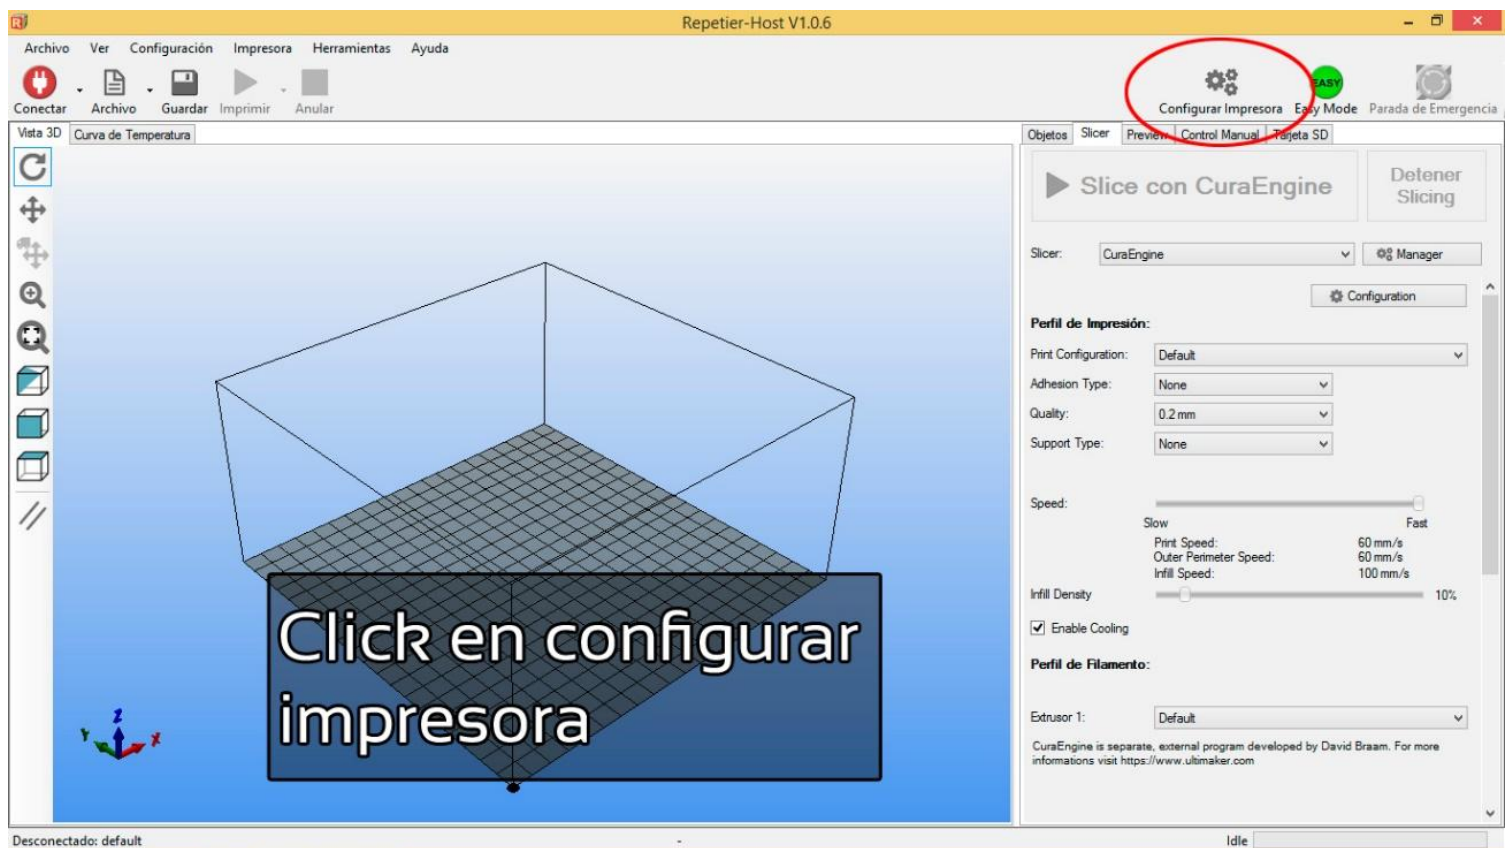 Repetier-Host V1.0.6
Archivo Ver Configuración Impresora Herramientas Ayuda
Conectar Archivo Guardar Imprimir Anular Configurar Impresora EASY Easy Mode Parada de Emergencia
Vista 3D Curva de Temperatura
Objetos Slicer Preview Control Manual Tarjeta SD
Slice con CuraEngine
Detener
Slicing
Slicer: CuraEngine Manager
Configuration
Perfil de Impresión:
Print Configuration: Default
Adhesion Type: None
Quality: 0.2 mm
Support Type: None
Speed:
Slow Fast
Print Speed: 60 mm/s
Outer Perimeter Speed: 60 mm/s
Infill Speed: 100 mm/s
Infill Density 10%
Enable Cooling
Perfil de Filamento:
Extrusor 1: Default
CuraEngine is separate, external program developed by David Braam. For more
informations visit https://www.ultimaker.com
Click en configurar
impresora
Z
Y X
Desconectado: default - Idle